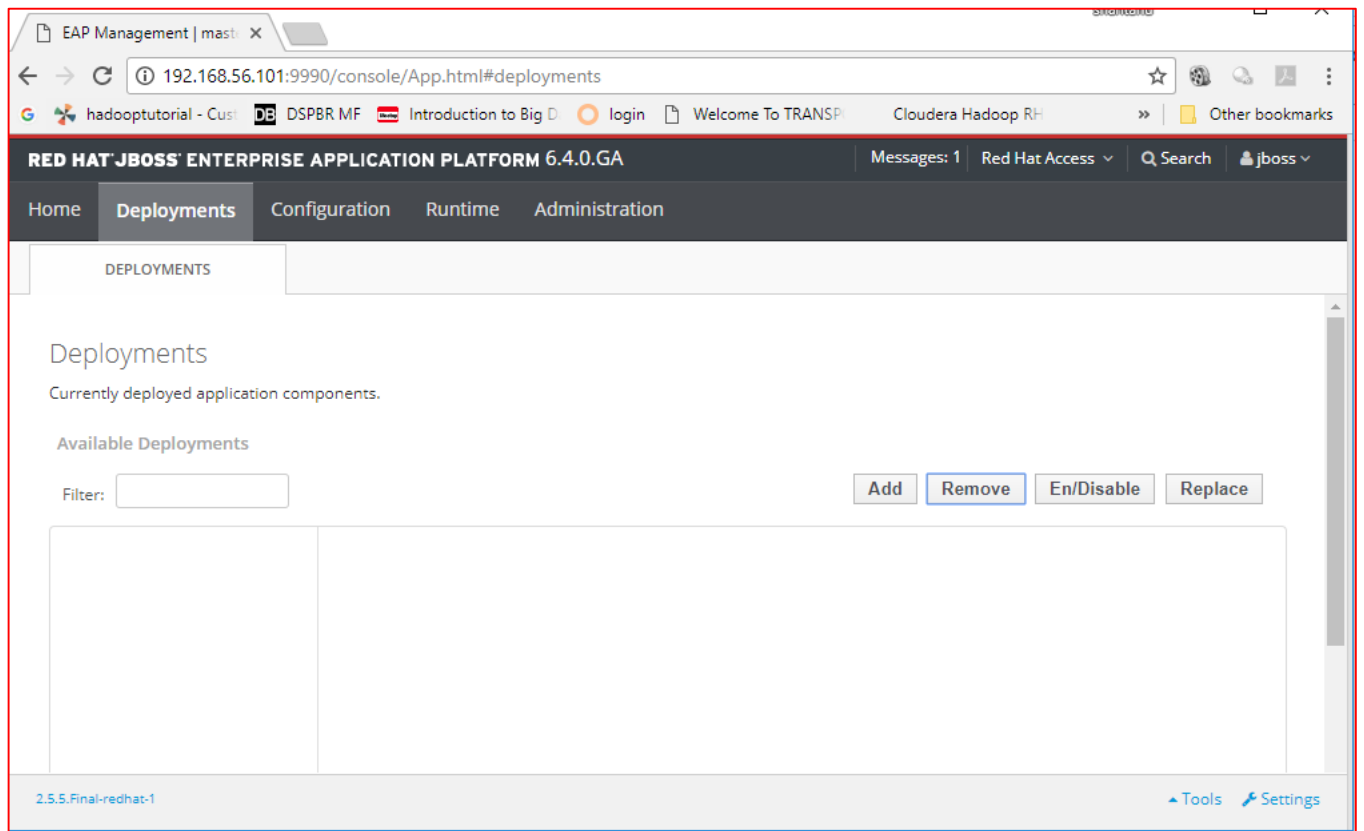 shantanu
EAP Management | maste
192.168.56.101:9990/console/App.html#deployments
G hadooptutorial - Cust DB DSPBR MF Introduction to Big D login Welcome To TRANSP Cloudera Hadoop RH » Other bookmarks
RED HAT JBOSS ENTERPRISE APPLICATION PLATFORM 6.4.0.GA Messages: 1 Red Hat Access Search jboss
Home Deployments Configuration Runtime Administration
DEPLOYMENTS
Deployments
Currently deployed application components.
Available Deployments
Filter: Add Remove En/Disable Replace
2.5.5.Final-redhat-1 Tools Settings